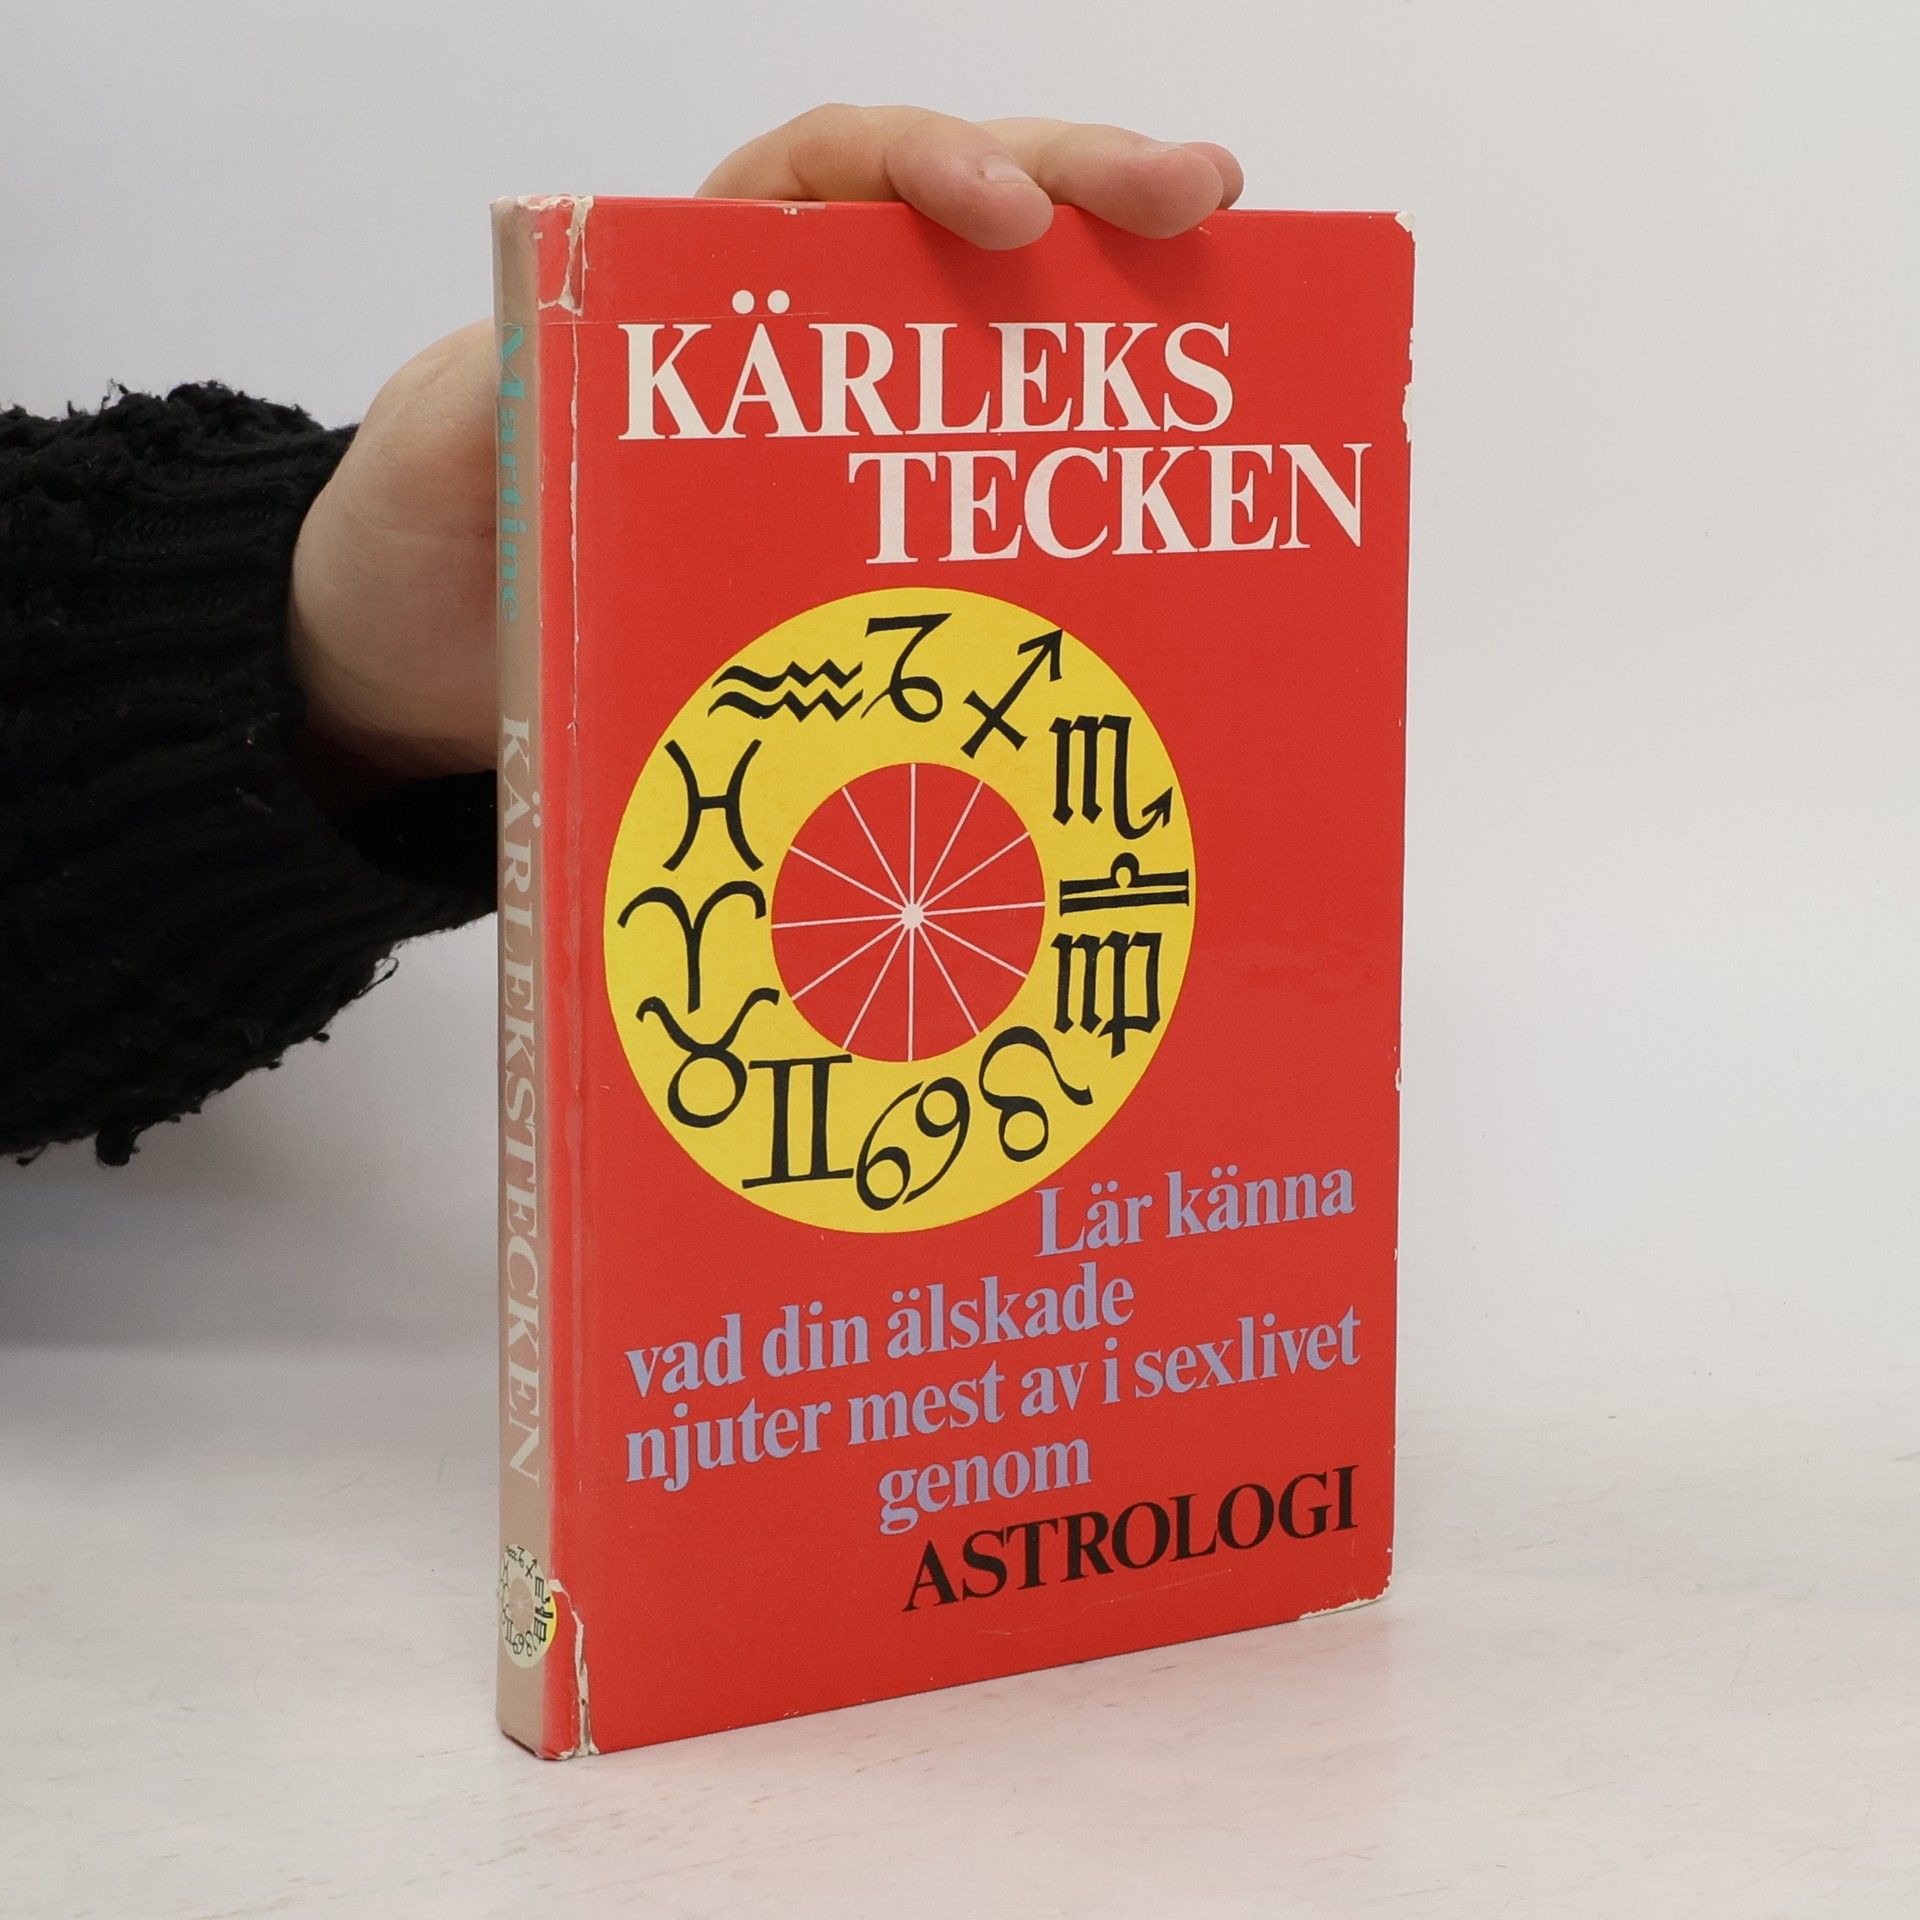 Martine KÄRLEKSTECKEN
KÄRLEKS
TECKEN
Lär känna
vad din älskade
njuter mest av i sexlivet
genom
ASTROLOGI